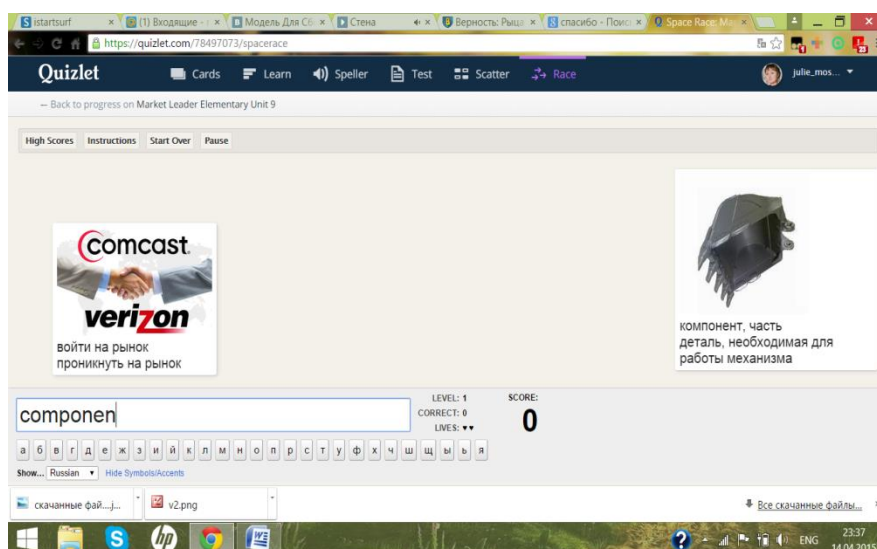 istartsurf
(1) Входящие -
Модель Для Сб
Стена
Верность: Рыц
спасибо - Поис
Space Race: Ma
https://quizlet.com/78497073/spacerace
Quizlet
Cards
Learn
Speller
Test
Scatter
Race
julie_mos...
← Back to progress on Market Leader Elementary Unit 9
High Scores
Instructions
Start Over
Pause
comcast.
verizon
войти на рынок
проникнуть на рынок
компонент, часть
деталь, необходимая для
работы механизма
componen
LEVEL: 1
CORRECT: 0
LIVES: ♥♥
SCORE:
0
а б в г д е ж з и й к л м н о п р с т у ф х ч ш щ ы ь я
Show... Russian
Hide Symbols/Accents
скачанные фай....j...
v2.png
Все скачанные файлы...
ENG
23:37
14.04.2015